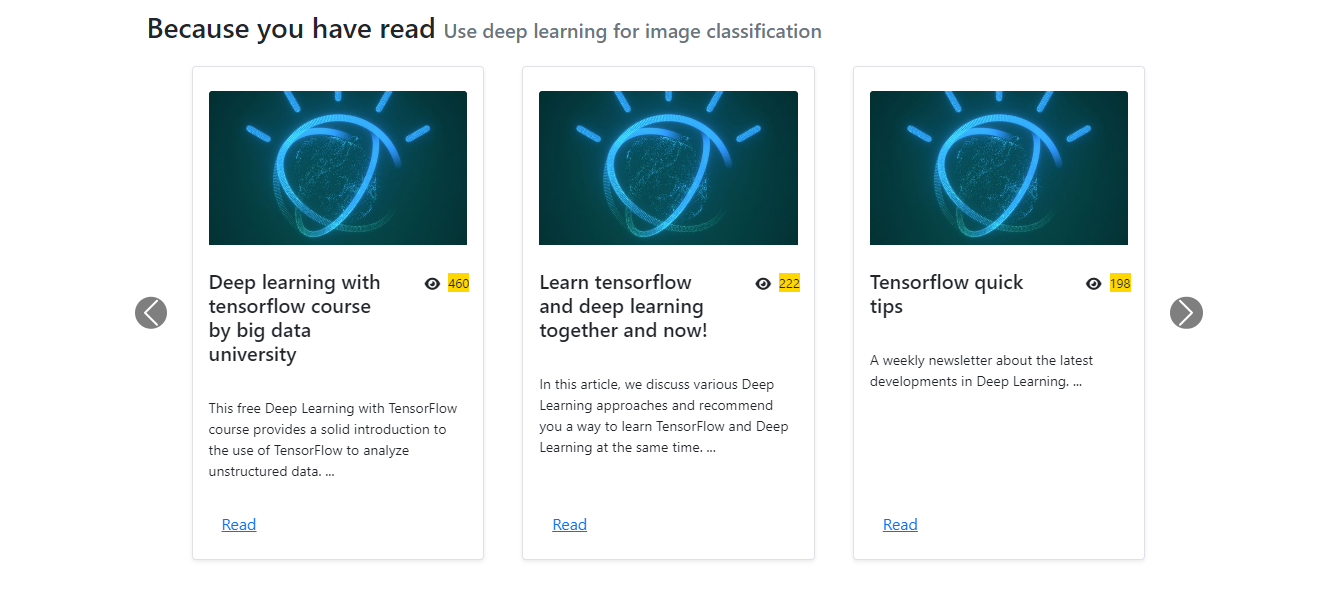 Because you have read Use deep learning for image classification
Deep learning with
tensorflow course
by big data
university
460
This free Deep Learning with TensorFlow
course provides a solid introduction to
the use of TensorFlow to analyze
unstructured data. ...
Read
Learn tensorflow
and deep learning
together and now!
222
In this article, we discuss various Deep
Learning approaches and recommend
you a way to learn TensorFlow and Deep
Learning at the same time. ...
Read
Tensorflow quick
tips
198
A weekly newsletter about the latest
developments in Deep Learning. ...
Read